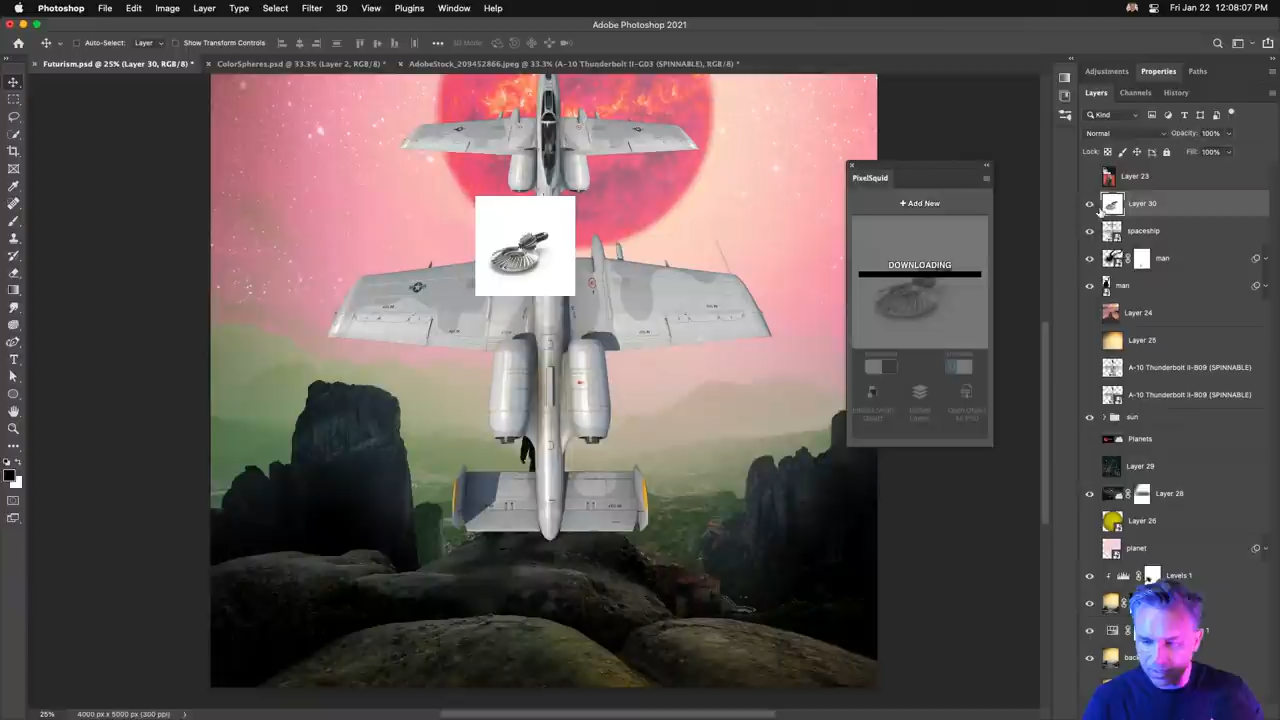 Photoshop File Edit Image Layer Type Select Filter 3D View Plugins Window Help Fri Jan 22 12:08:07 PM
Adobe Photoshop 2021
Auto-Select: Layer Show Transform Controls 3D Mode:
Futurism.psd @ 25% (Layer 30, RGB/8) * ColorSpheres.psd @ 33.3% (Layer 2, RGB/8) * AdobeStock_209452866.jpeg @ 33.3% (A-10 Thunderbolt II-GD3 (SPINNABLE), RGB/8) *
Adjustments Properties Paths
Layers Channels History
Kind
Normal Opacity: 100%
Lock: Fill: 100%
Layer 23
PixelSquid
Layer 30
+ Add New
spaceship
man
DOWNLOADING
man
Layer 24
Layer 25
A-10 Thunderbolt II-B09 (SPINNABLE)
A-10 Thunderbolt II-B09 (SPINNABLE)
sun
Planets
Layer 29
Layer 28
Layer 26
planet
Levels 1
25% 4000 px x 5000 px (300 ppi)